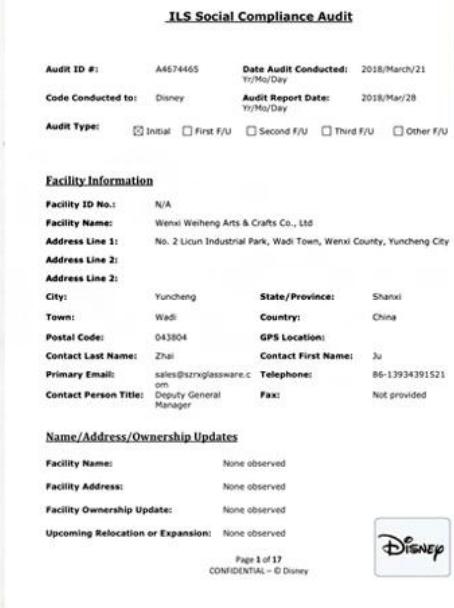 ILS Social Compliance Audit
Audit ID #: A4674465 Date Audit Conducted: 2018/March/21
Yr/Mo/Day
Code Conducted to: Disney Audit Report Date: 2018/Mar/28
Yr/Mo/Day
Audit Type: ☒ Initial ☐ First F/U ☐ Second F/U ☐ Third F/U ☐ Other F/U
Facility Information
Facility ID No.: N/A
Facility Name: Wenxi Weiheng Arts & Crafts Co., Ltd
Address Line 1: No. 2 Licun Industrial Park, Wadi Town, Wenxi County, Yuncheng City
Address Line 2:
Address Line 2:
City: Yuncheng State/Province: Shanxi
Town: Wadi Country: China
Postal Code: 043804 GPS Location:
Contact Last Name: Zhai Contact First Name: Ju
Primary Email: sales@szrxglassware.c Telephone: 86-13934391521
om
Contact Person Title: Deputy General Fax: Not provided
Manager
Name/Address/Ownership Updates
Facility Name: None observed
Facility Address: None observed
Facility Ownership Update: None observed
Upcoming Relocation or Expansion: None observed
Page 1 of 17
CONFIDENTIAL – © Disney
Disney